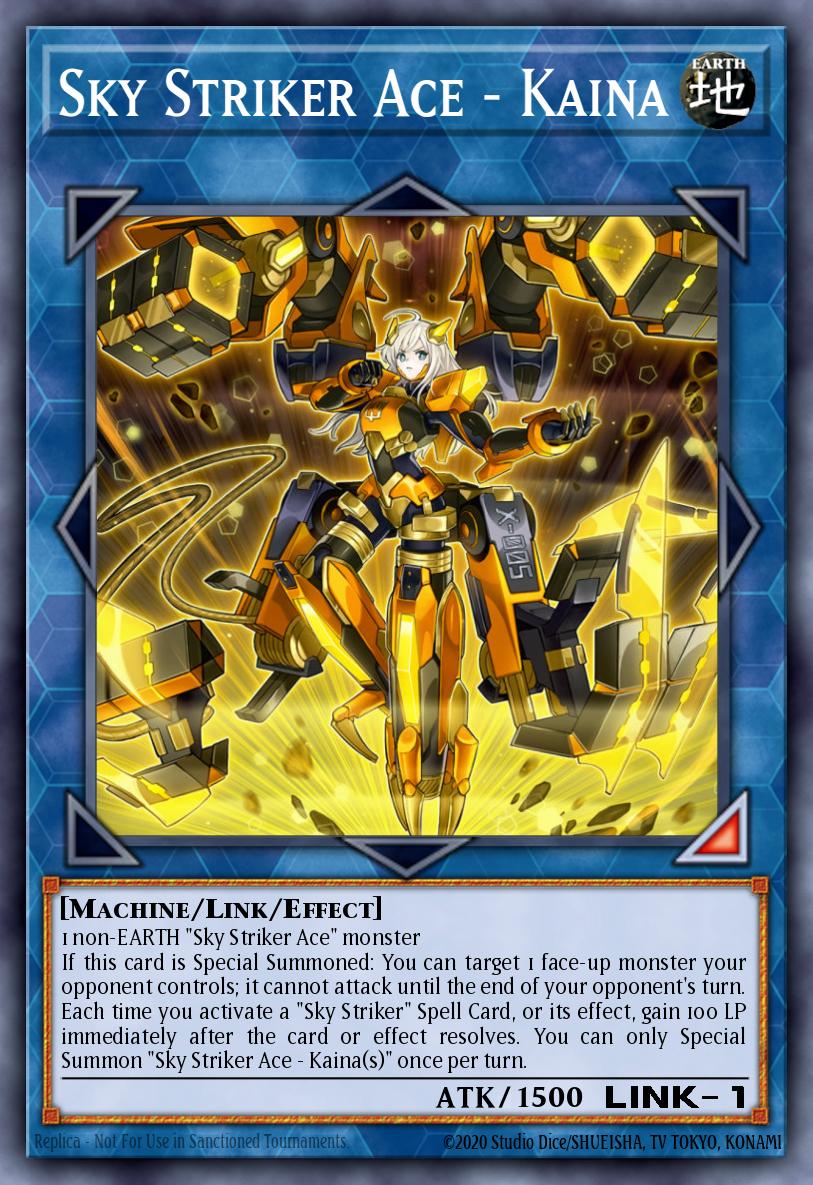 SKY STRIKER ACE - KAINA
EARTH
地
X-005
[MACHINE/LINK/EFFECT]
1 non-EARTH "Sky Striker Ace" monster
If this card is Special Summoned: You can target 1 face-up monster your
opponent controls; it cannot attack until the end of your opponent's turn.
Each time you activate a "Sky Striker" Spell Card, or its effect, gain 100 LP
immediately after the card or effect resolves. You can only Special
Summon "Sky Striker Ace - Kaina(s)" once per turn.
ATK/1500 LINK-1
Replica - Not For Use in Sanctioned Tournaments.
©2020 Studio Dice/SHUEISHA, TV TOKYO, KONAMI